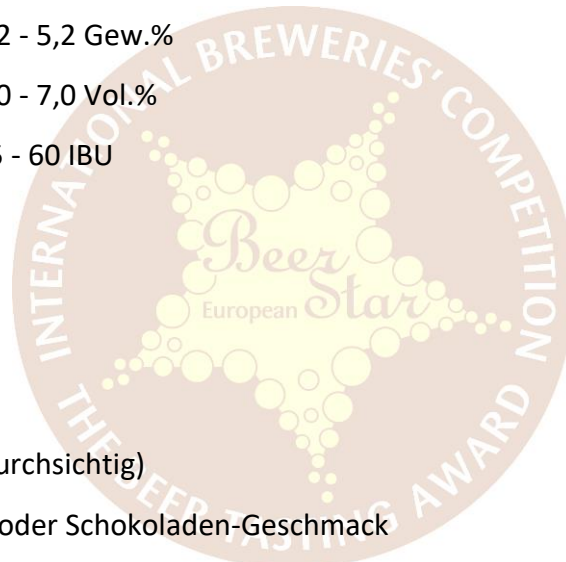 2 - 5,2 Gew.%
0 - 7,0 Vol.%
- 60 IBU
INTERNATIONAL BREWERIES' COMPETITION
Beer
European Star
urchsichtig)
THE BEER TASTING AWARD
oder Schokoladen-Geschmack